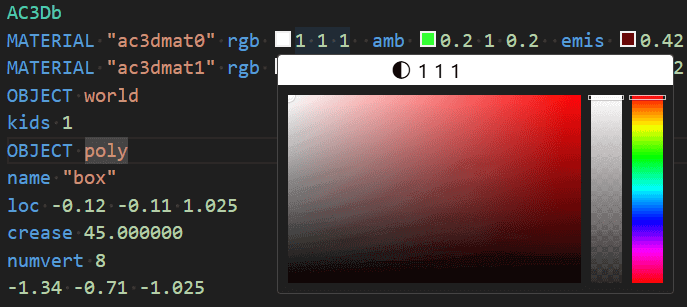 AC3Db
MATERIAL "ac3dmat0" rgb 1 1 1 amb 0.2 1 0.2 emis 0.42
MATERIAL "ac3dmat1" rgb 2
1 1 1
OBJECT world
kids 1
OBJECT poly
name "box"
loc -0.12 -0.11 1.025
crease 45.000000
numvert 8
-1.34 -0.71 -1.025